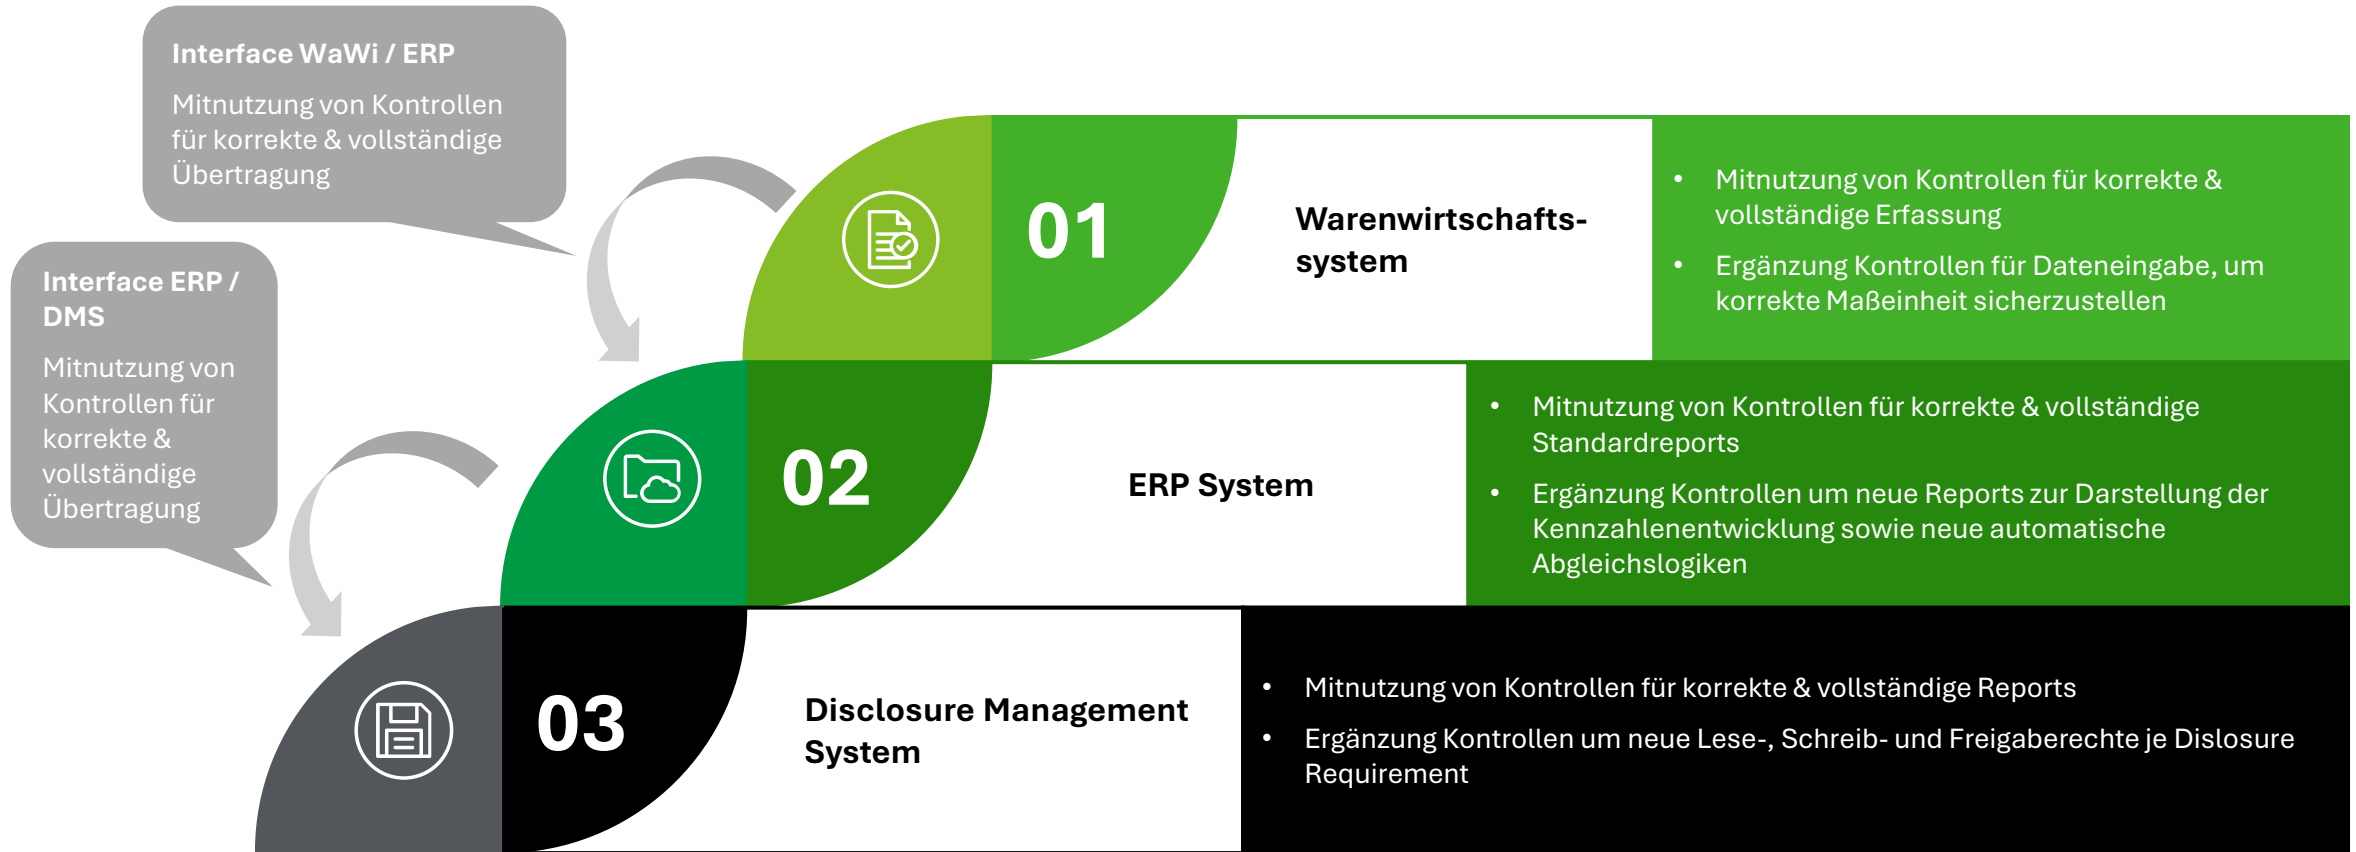 Interface WaWi / ERP
Mitnutzung von Kontrollen
für korrekte & vollständige
Übertragung
Interface ERP /
DMS
Mitnutzung von
Kontrollen für
korrekte &
vollständige
Übertragung
01
Warenwirtschafts-
system
• Mitnutzung von Kontrollen für korrekte &
vollständige Erfassung
• Ergänzung Kontrollen für Dateneingabe, um
korrekte Maßeinheit sicherzustellen
02
ERP System
• Mitnutzung von Kontrollen für korrekte & vollständige
Standardreports
• Ergänzung Kontrollen um neue Reports zur Darstellung der
Kennzahlenentwicklung sowie neue automatische
Abgleichslogiken
03
Disclosure Management
System
• Mitnutzung von Kontrollen für korrekte & vollständige Reports
• Ergänzung Kontrollen um neue Lese-, Schreib- und Freigaberechte je Dislosure
Requirement